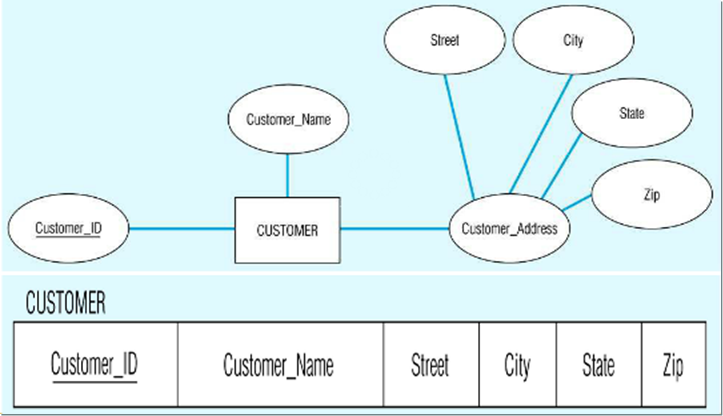 Street
City
Customer_Name
State
Zip
Customer_ID
CUSTOMER
Customer_Address
CUSTOMER
Customer_ID
Customer_Name
Street
City
State
Zip